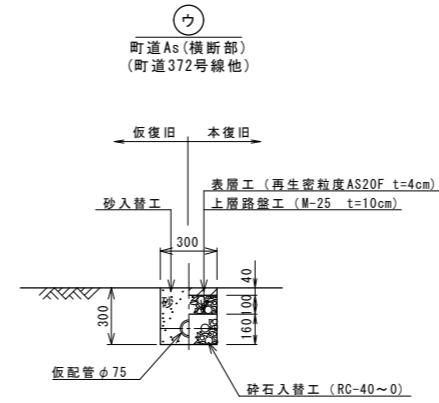 ウ
町道As(横断部)
(町道372号線他)
仮復旧 本復旧
表層工 (再生密粒度AS20F t=4cm)
砂入替工 上層路盤工 (M-25 t=10cm)
300
40
100
160
300
砂
仮配管φ75
砕石入替工 (RC-40～0)